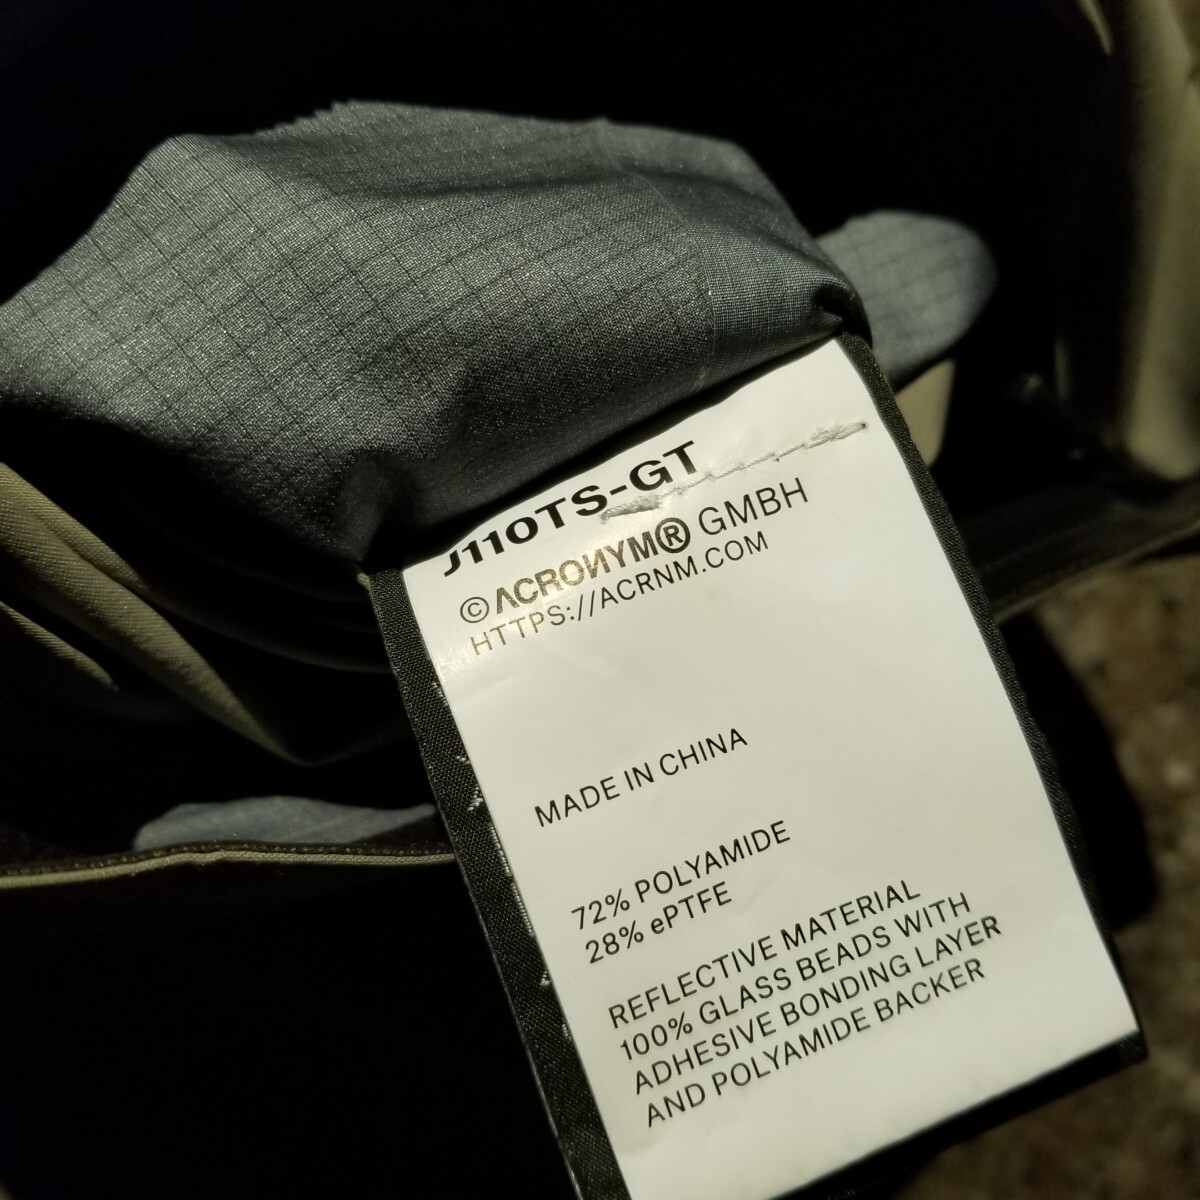 J110TS-GT
©ACRONYM® GMBH
HTTPS://ACRNM.COM
MADE IN CHINA
72% POLYAMIDE
28% ePTFE
REFLECTIVE MATERIAL
100% GLASS BEADS WITH
ADHESIVE BONDING LAYER
AND POLYAMIDE BACKER